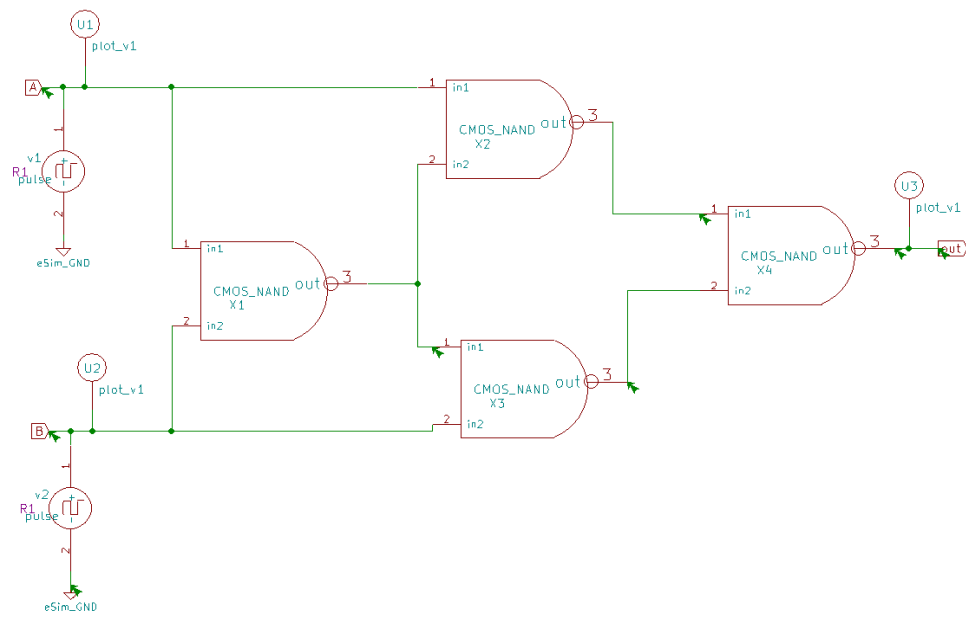 U1
plot_v1
A
1
in1
CMOS_NAND
X2
out
3
2
in2
1
v1
R1
pulse
2
eSim_GND
U3
plot_v1
1
in1
CMOS_NAND
X4
out
3
out
2
in2
1
in1
CMOS_NAND
X1
out
3
2
in2
U2
plot_v1
B
1
in1
CMOS_NAND
X3
out
3
2
in2
1
v2
R1
pulse
2
eSim_GND